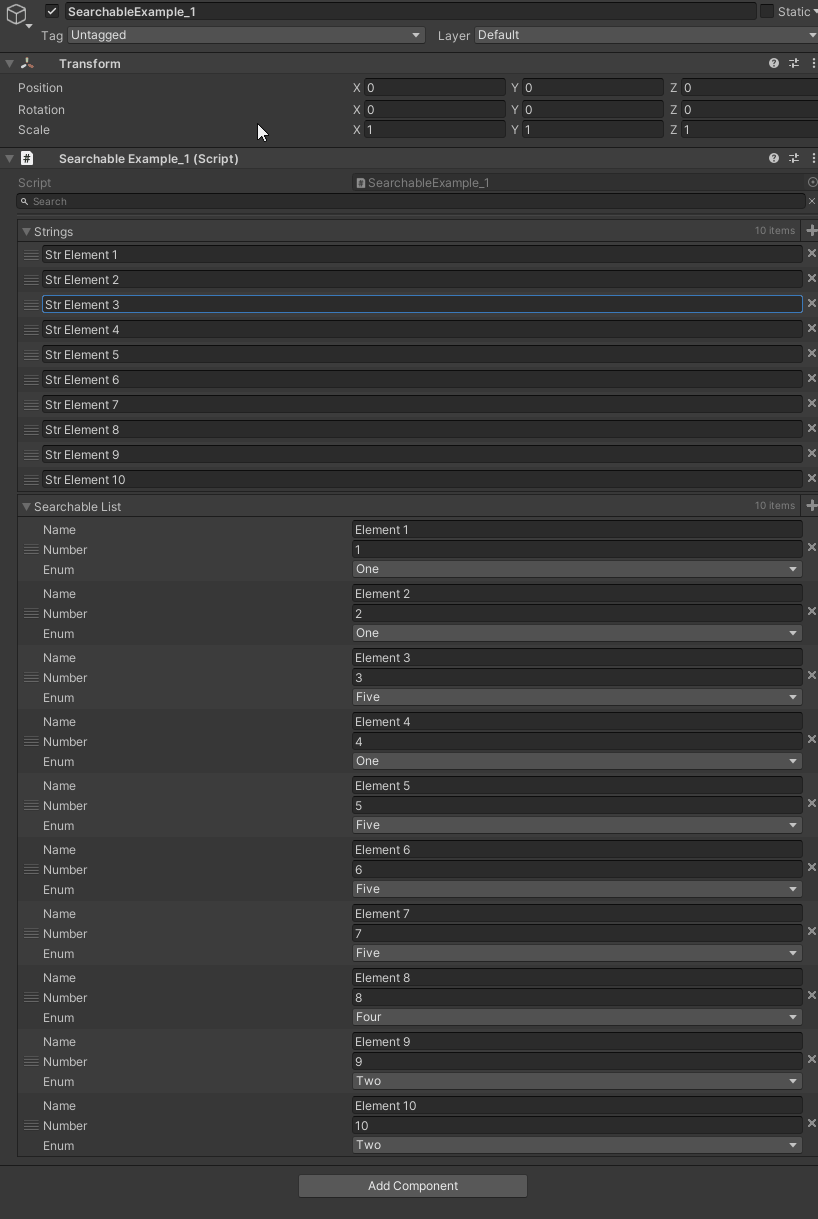 SearchableExample_1 Static
Tag Untagged Layer Default
Transform
Position X 0 Y 0 Z 0
Rotation X 0 Y 0 Z 0
Scale X 1 Y 1 Z 1
# Searchable Example_1 (Script)
Script SearchableExample_1
Search
Strings 10 items
Str Element 1
Str Element 2
Str Element 3
Str Element 4
Str Element 5
Str Element 6
Str Element 7
Str Element 8
Str Element 9
Str Element 10
Searchable List 10 items
Name Element 1
Number 1
Enum One
Name Element 2
Number 2
Enum One
Name Element 3
Number 3
Enum Five
Name Element 4
Number 4
Enum One
Name Element 5
Number 5
Enum Five
Name Element 6
Number 6
Enum Five
Name Element 7
Number 7
Enum Five
Name Element 8
Number 8
Enum Four
Name Element 9
Number 9
Enum Two
Name Element 10
Number 10
Enum Two
Add Component